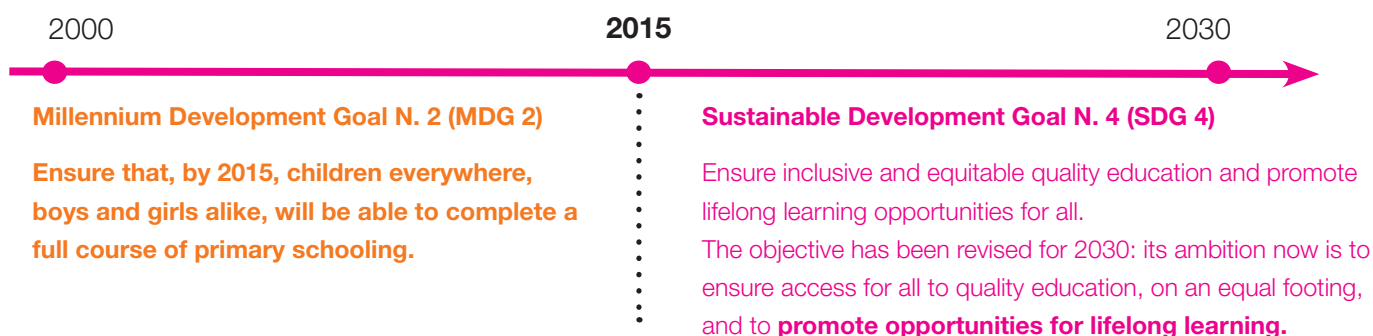 2000
2015
2030
Millennium Development Goal N. 2 (MDG 2)
Ensure that, by 2015, children everywhere,
boys and girls alike, will be able to complete a
full course of primary schooling.
Sustainable Development Goal N. 4 (SDG 4)
Ensure inclusive and equitable quality education and promote
lifelong learning opportunities for all.
The objective has been revised for 2030: its ambition now is to
ensure access for all to quality education, on an equal footing,
and to promote opportunities for lifelong learning.